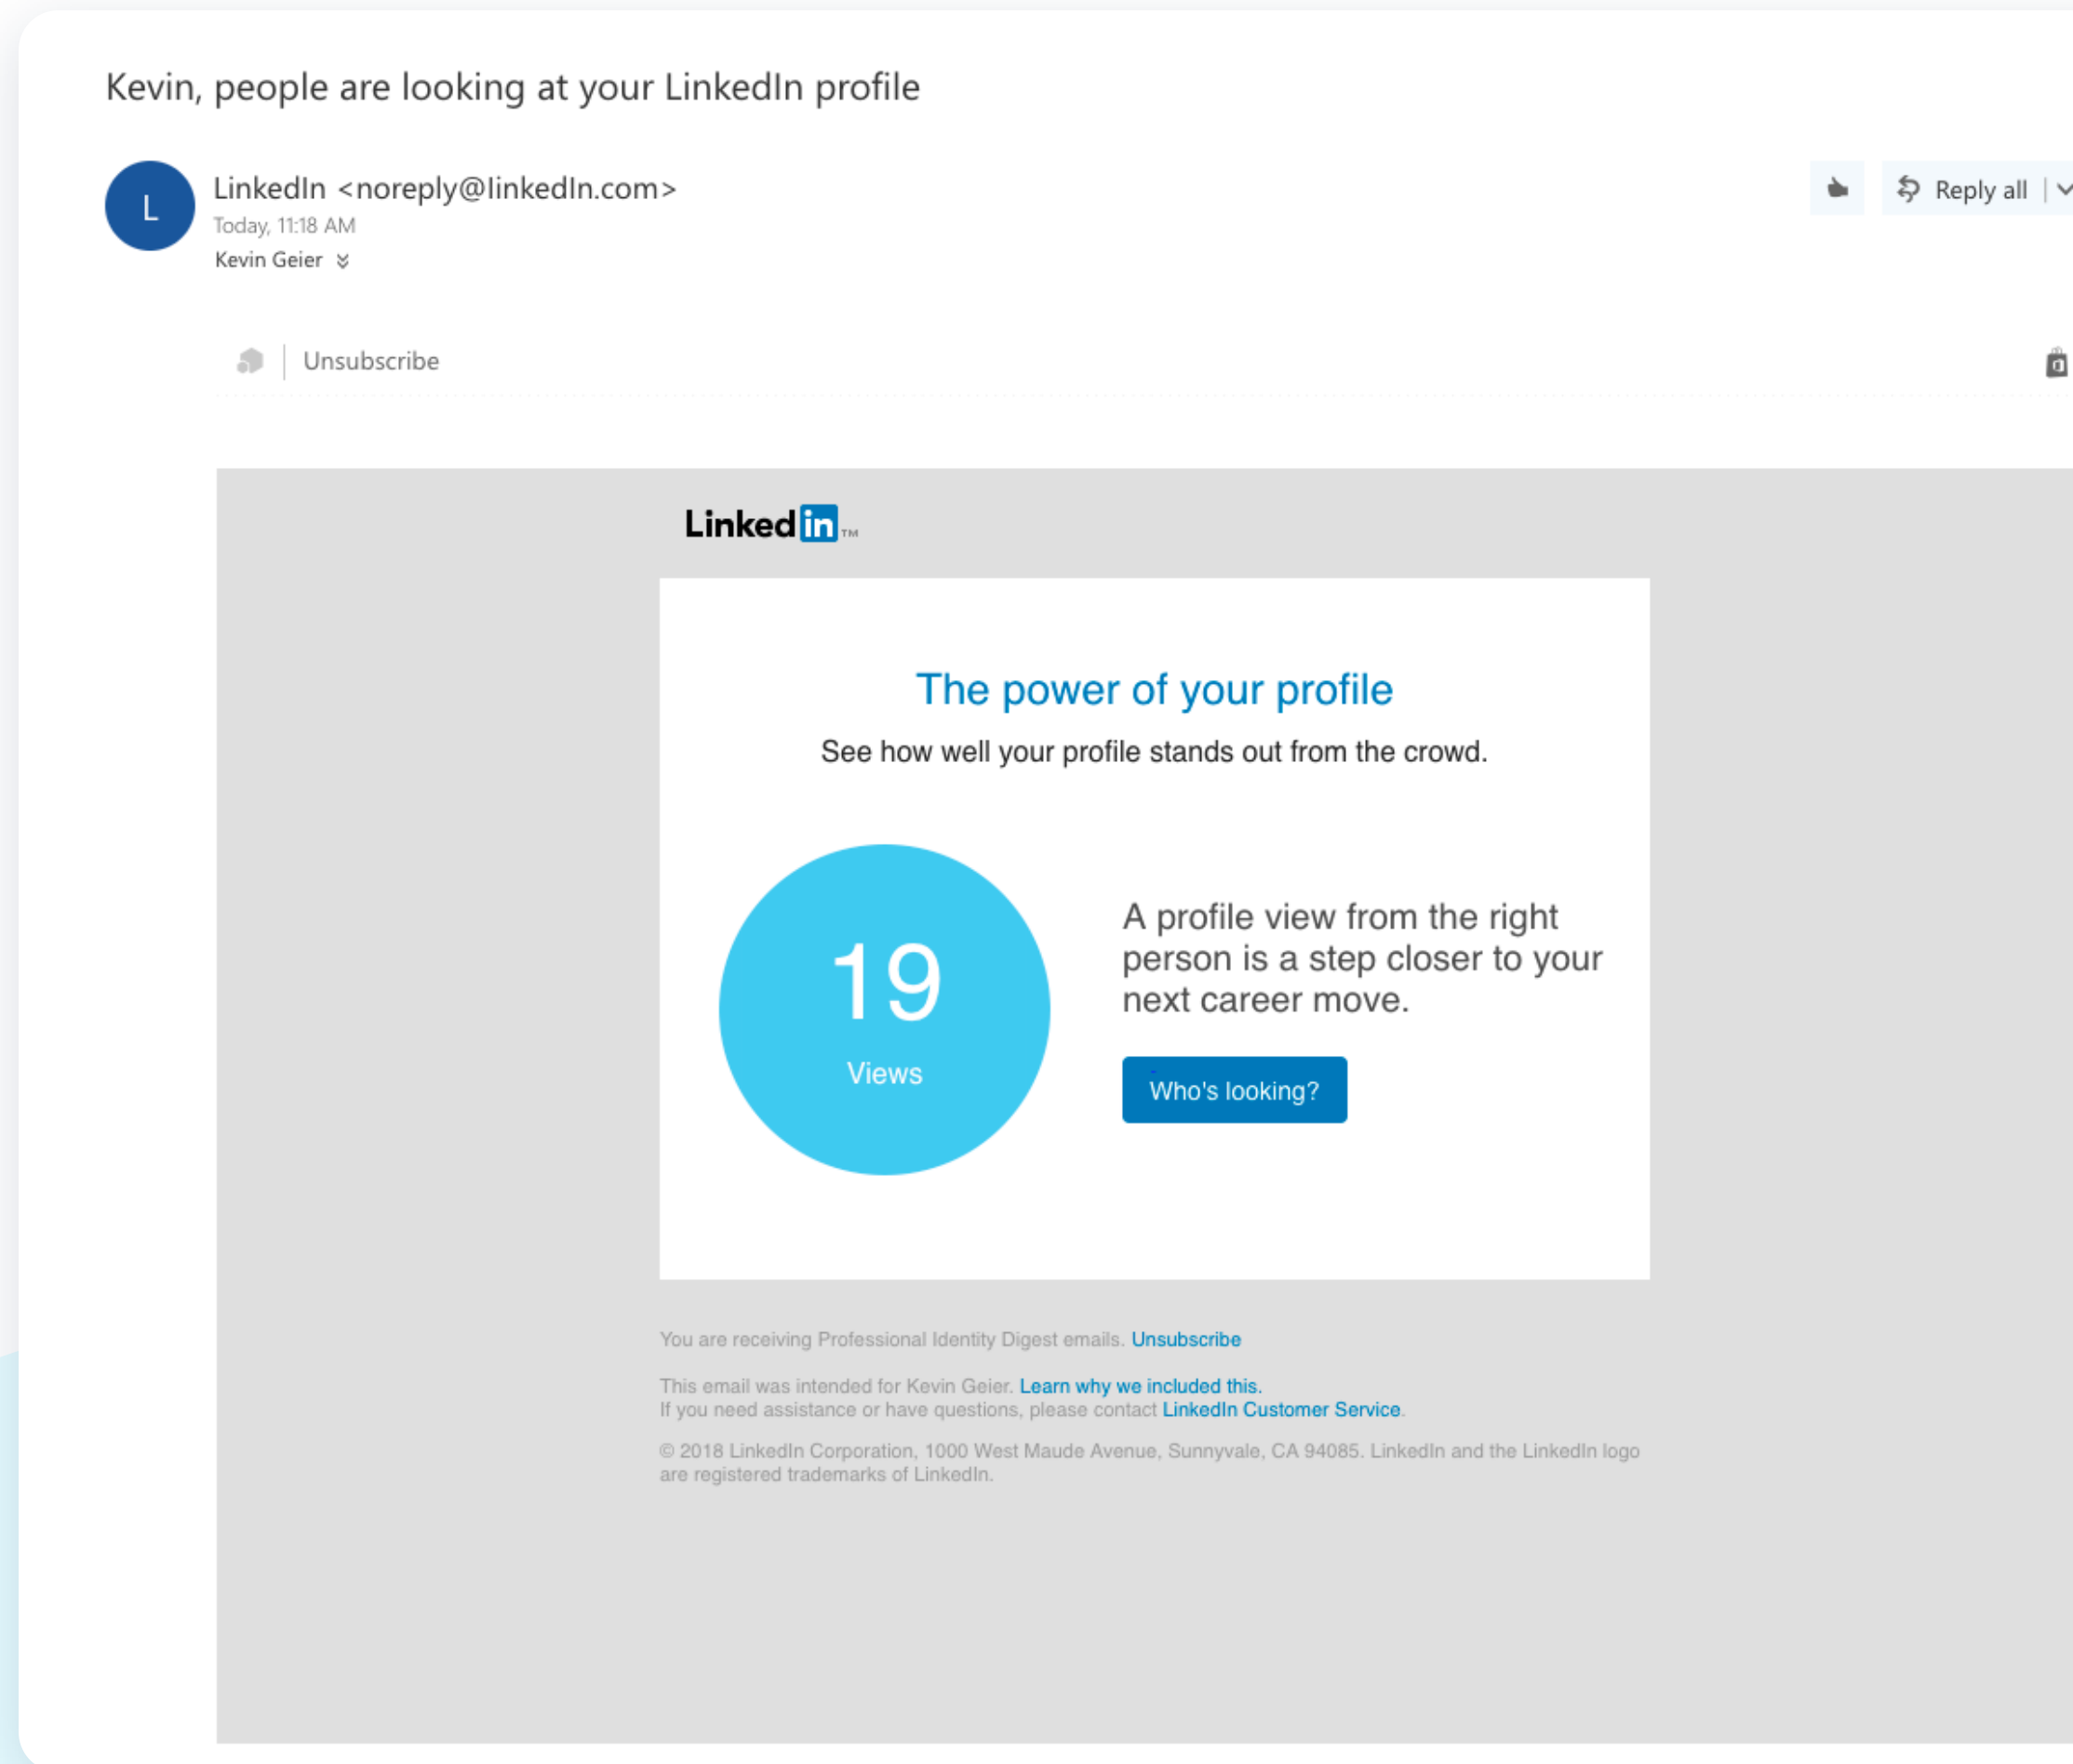 Kevin, people are looking at your LinkedIn profile
L
LinkedIn <noreply@linkedIn.com>
Today, 11:18 AM
Kevin Geier
Reply all
Unsubscribe
Linked in TM
The power of your profile
See how well your profile stands out from the crowd.
19
Views
A profile view from the right
person is a step closer to your
next career move.
Who's looking?
You are receiving Professional Identity Digest emails. Unsubscribe
This email was intended for Kevin Geier. Learn why we included this.
If you need assistance or have questions, please contact LinkedIn Customer Service.
© 2018 LinkedIn Corporation, 1000 West Maude Avenue, Sunnyvale, CA 94085. LinkedIn and the LinkedIn logo
are registered trademarks of LinkedIn.